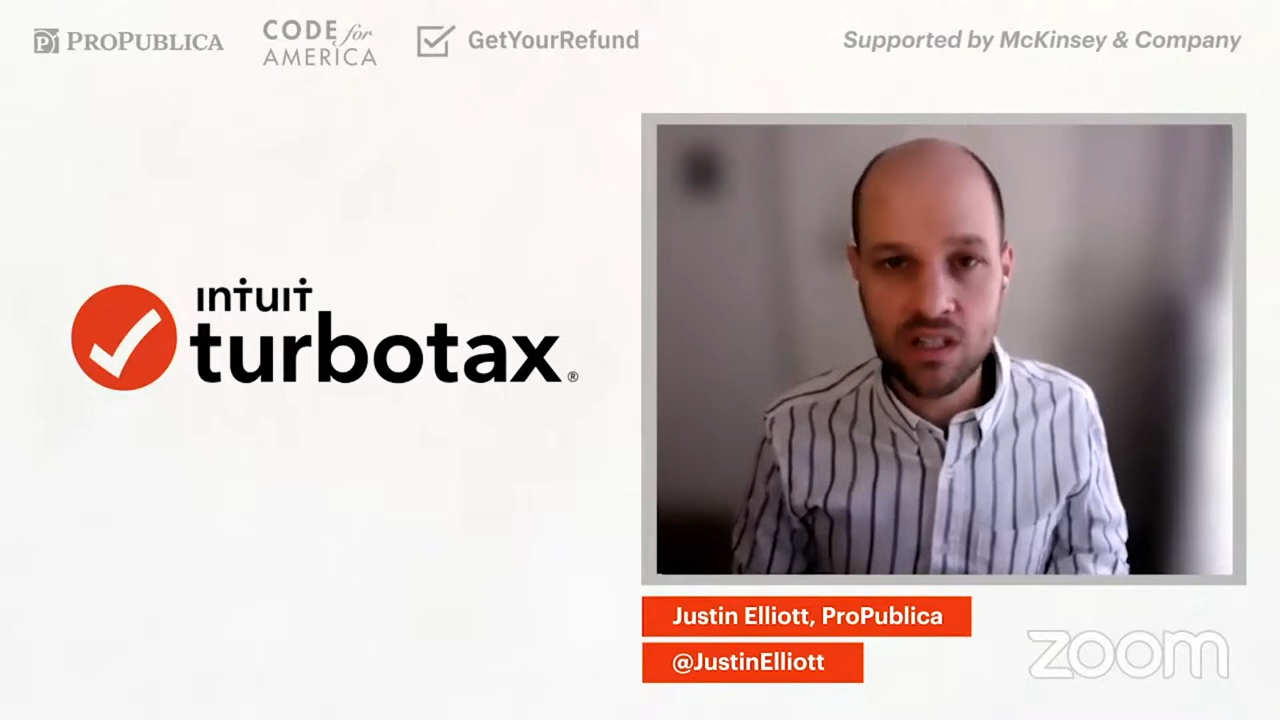 PROPUBLICA
CODE for
AMERICA
GetYourRefund
Supported by McKinsey & Company
intuit
turbotax®
Justin Elliott, ProPublica
@JustinElliott
zoom